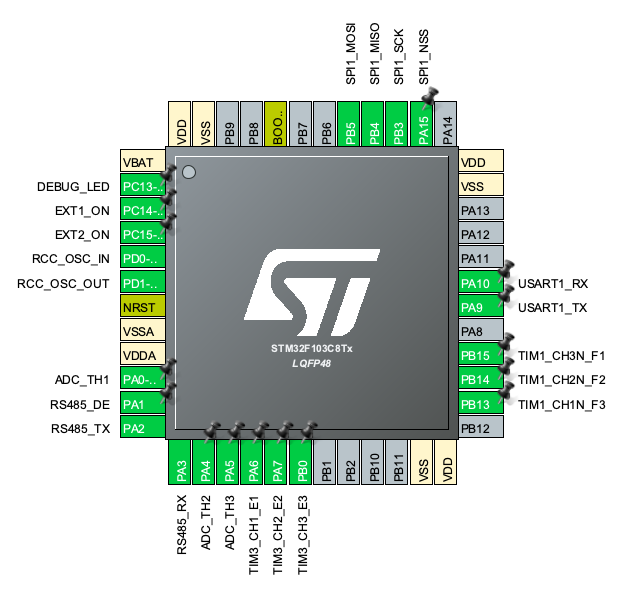 SPI1_MOSI
SPI1_MISO
SPI1_SCK
SPI1_NSS
VDD
VSS
PB9
PB8
BOO..
PB7
PB6
PB5
PB4
PB3
PA15
PA14
VBAT
DEBUG_LED PC13-..
EXT1_ON PC14-..
EXT2_ON PC15-..
RCC_OSC_IN PD0-..
RCC_OSC_OUT PD1-..
NRST
VSSA
VDDA
ADC_TH1 PA0-..
RS485_DE PA1
RS485_TX PA2
ST
STM32F103C8Tx
LQFP48
VDD
VSS
PA13
PA12
PA11
PA10 USART1_RX
PA9 USART1_TX
PA8
PB15 TIM1_CH3N_F1
PB14 TIM1_CH2N_F2
PB13 TIM1_CH1N_F3
PB12
PA3
PA4
PA5
PA6
PA7
PB0
PB1
PB2
PB10
PB11
VSS
VDD
RS485_RX
ADC_TH2
ADC_TH3
TIM3_CH1_E1
TIM3_CH2_E2
TIM3_CH3_E3